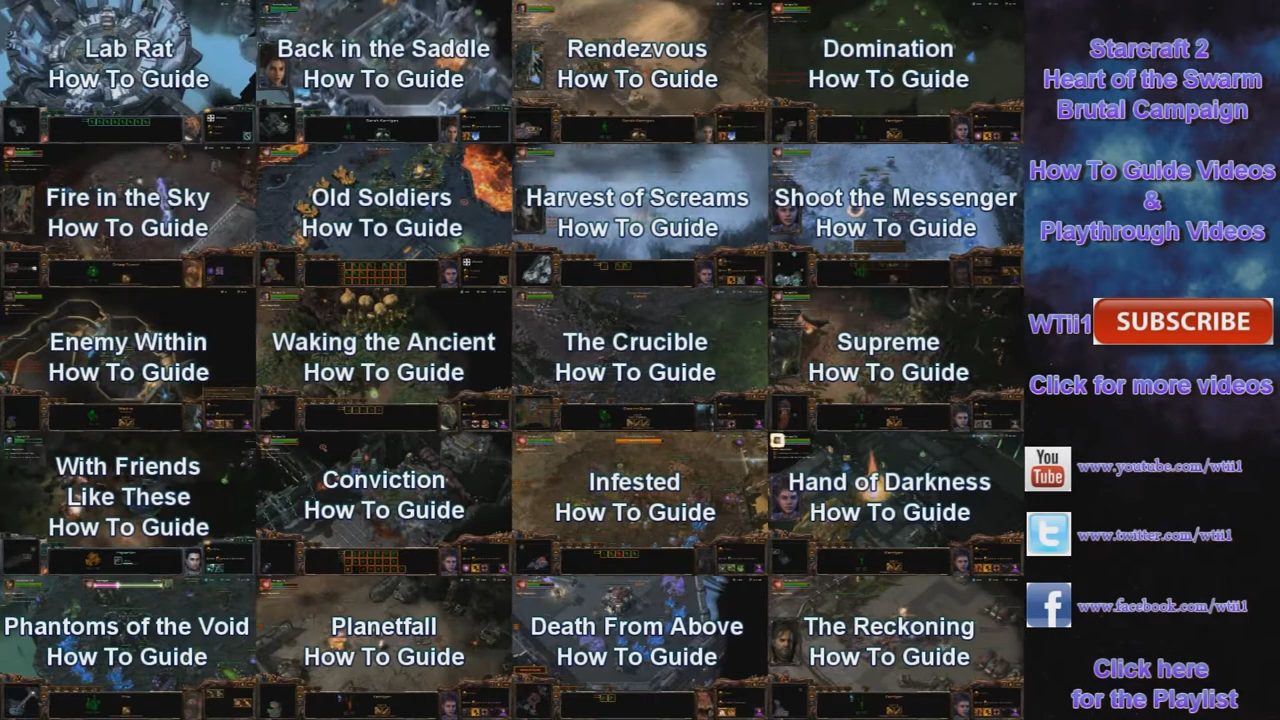 Lab Rat
How To Guide
Back in the Saddle
How To Guide
Rendezvous
How To Guide
Domination
How To Guide
Fire in the Sky
How To Guide
Old Soldiers
How To Guide
Harvest of Screams
How To Guide
Shoot the Messenger
How To Guide
Enemy Within
How To Guide
Waking the Ancient
How To Guide
The Crucible
How To Guide
Supreme
How To Guide
With Friends
Like These
How To Guide
Conviction
How To Guide
Infested
How To Guide
Hand of Darkness
How To Guide
Phantoms of the Void
How To Guide
Planetfall
How To Guide
Death From Above
How To Guide
The Reckoning
How To Guide
Starcraft 2
Heart of the Swarm
Brutal Campaign
How To Guide Videos
&
Playthrough Videos
WTii1 SUBSCRIBE
Click for more videos
You
Tube
www.youtube.com/wtii1
t www.twitter.com/wtii1
f www.facebook.com/wtii1
Click here
for the Playlist